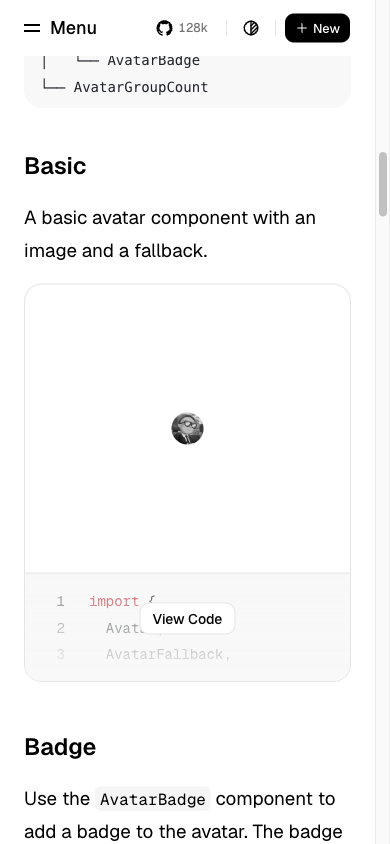 Menu 128k New
│ └── AvatarBadge
└── AvatarGroupCount
Basic
A basic avatar component with an
image and a fallback.
1 import {
2 Avat
View Code
3 AvatarFallback,
Badge
Use the AvatarBadge component to
add a badge to the avatar. The badge